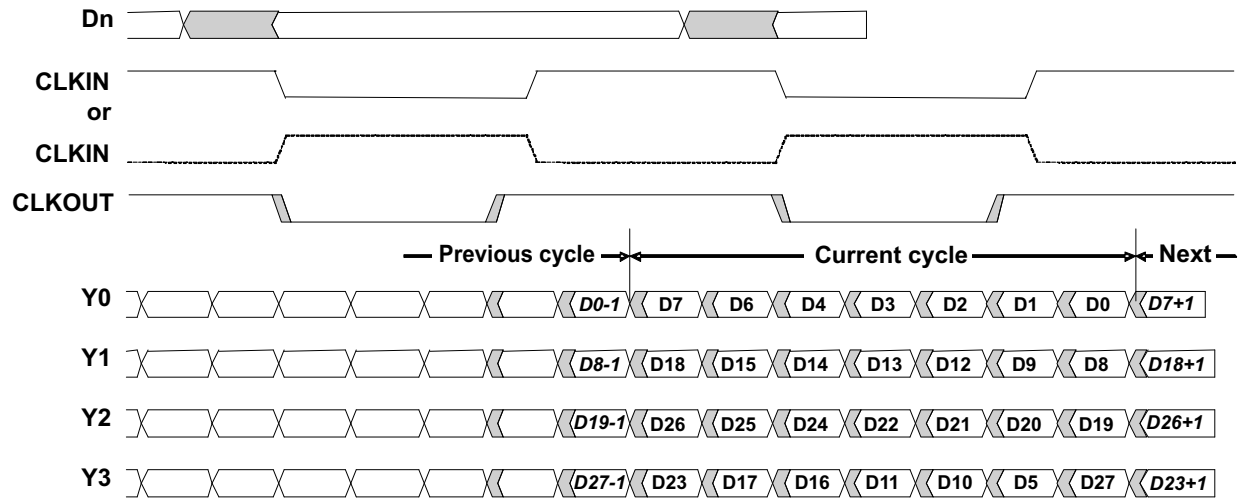 Dn
CLKIN
or
CLKIN
CLKOUT
Previous cycle Current cycle Next
Y0 D0-1 D7 D6 D4 D3 D2 D1 D0 D7+1
Y1 D8-1 D18 D15 D14 D13 D12 D9 D8 D18+1
Y2 D19-1 D26 D25 D24 D22 D21 D20 D19 D26+1
Y3 D27-1 D23 D17 D16 D11 D10 D5 D27 D23+1